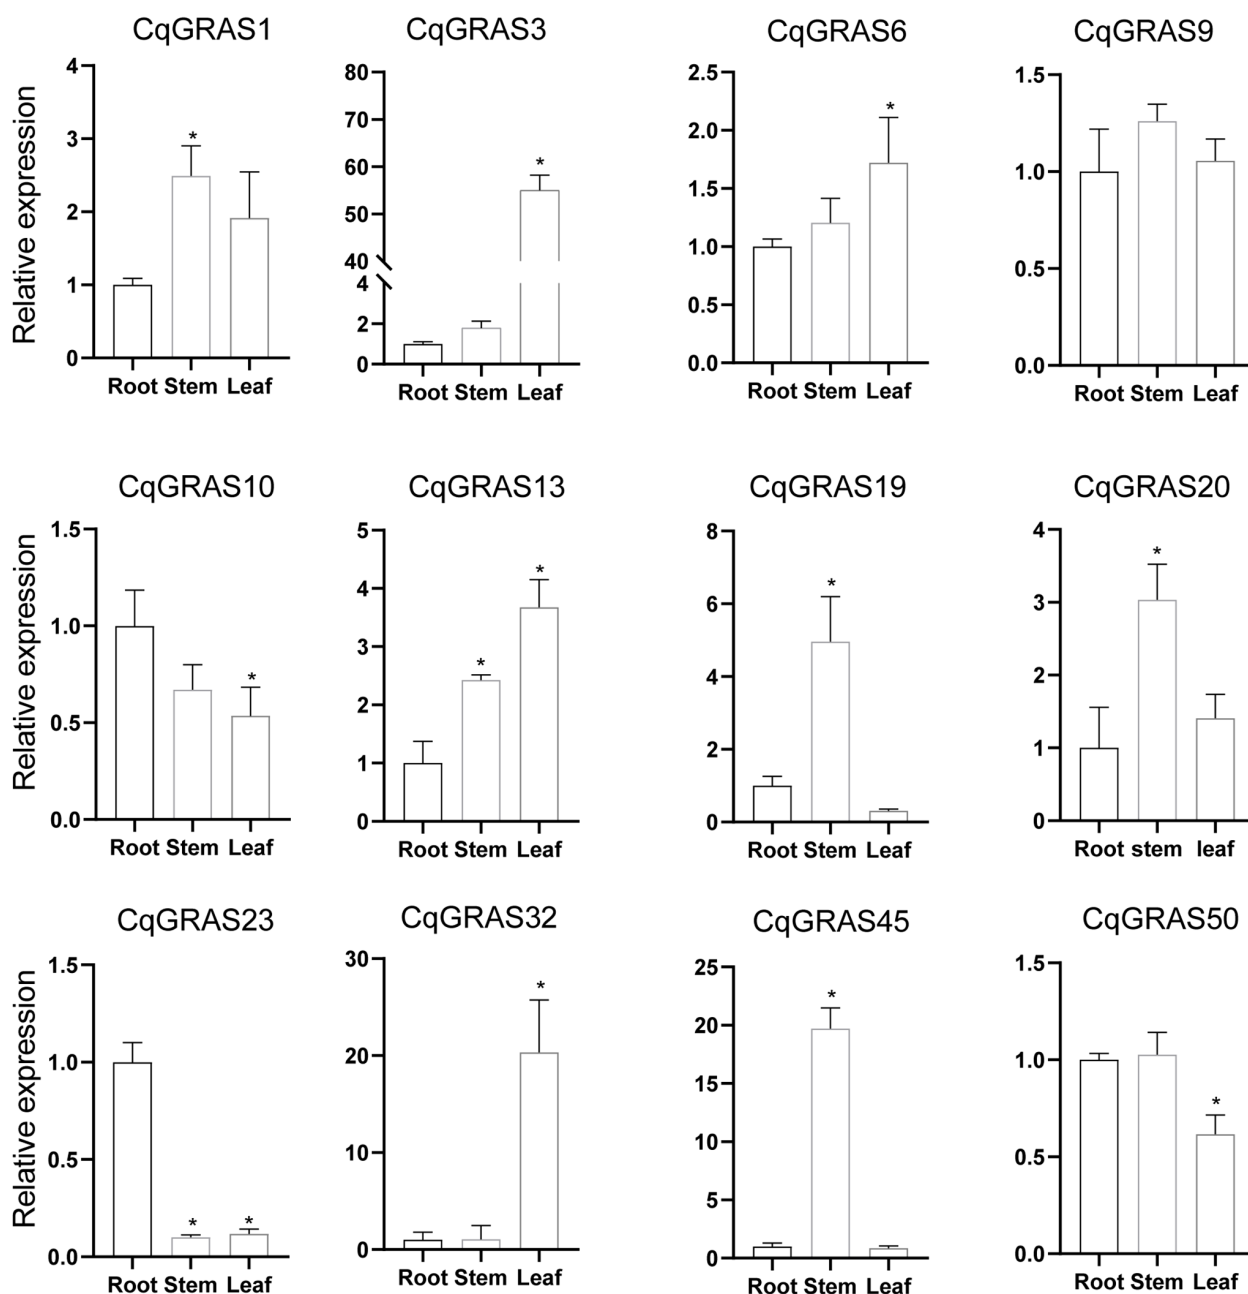 CqGRAS1
Relative expression
4
3
2
1
0
Root Stem Leaf
*
CqGRAS3
80
70
60
50
40
4
2
0
Root Stem Leaf
*
CqGRAS6
2.5
2.0
1.5
1.0
0.5
0.0
Root Stem Leaf
*
CqGRAS9
1.5
1.0
0.5
0.0
Root Stem Leaf
CqGRAS10
Relative expression
1.5
1.0
0.5
0.0
Root Stem Leaf
*
CqGRAS13
5
4
3
2
1
0
Root Stem Leaf
*
*
CqGRAS19
8
6
4
2
0
Root Stem Leaf
*
CqGRAS20
4
3
2
1
0
Root stem leaf
*
CqGRAS23
Relative expression
1.5
1.0
0.5
0.0
Root Stem Leaf
*
*
CqGRAS32
30
20
10
0
Root Stem Leaf
*
CqGRAS45
25
20
15
10
5
0
Root Stem Leaf
*
CqGRAS50
1.5
1.0
0.5
0.0
Root Stem Leaf
*